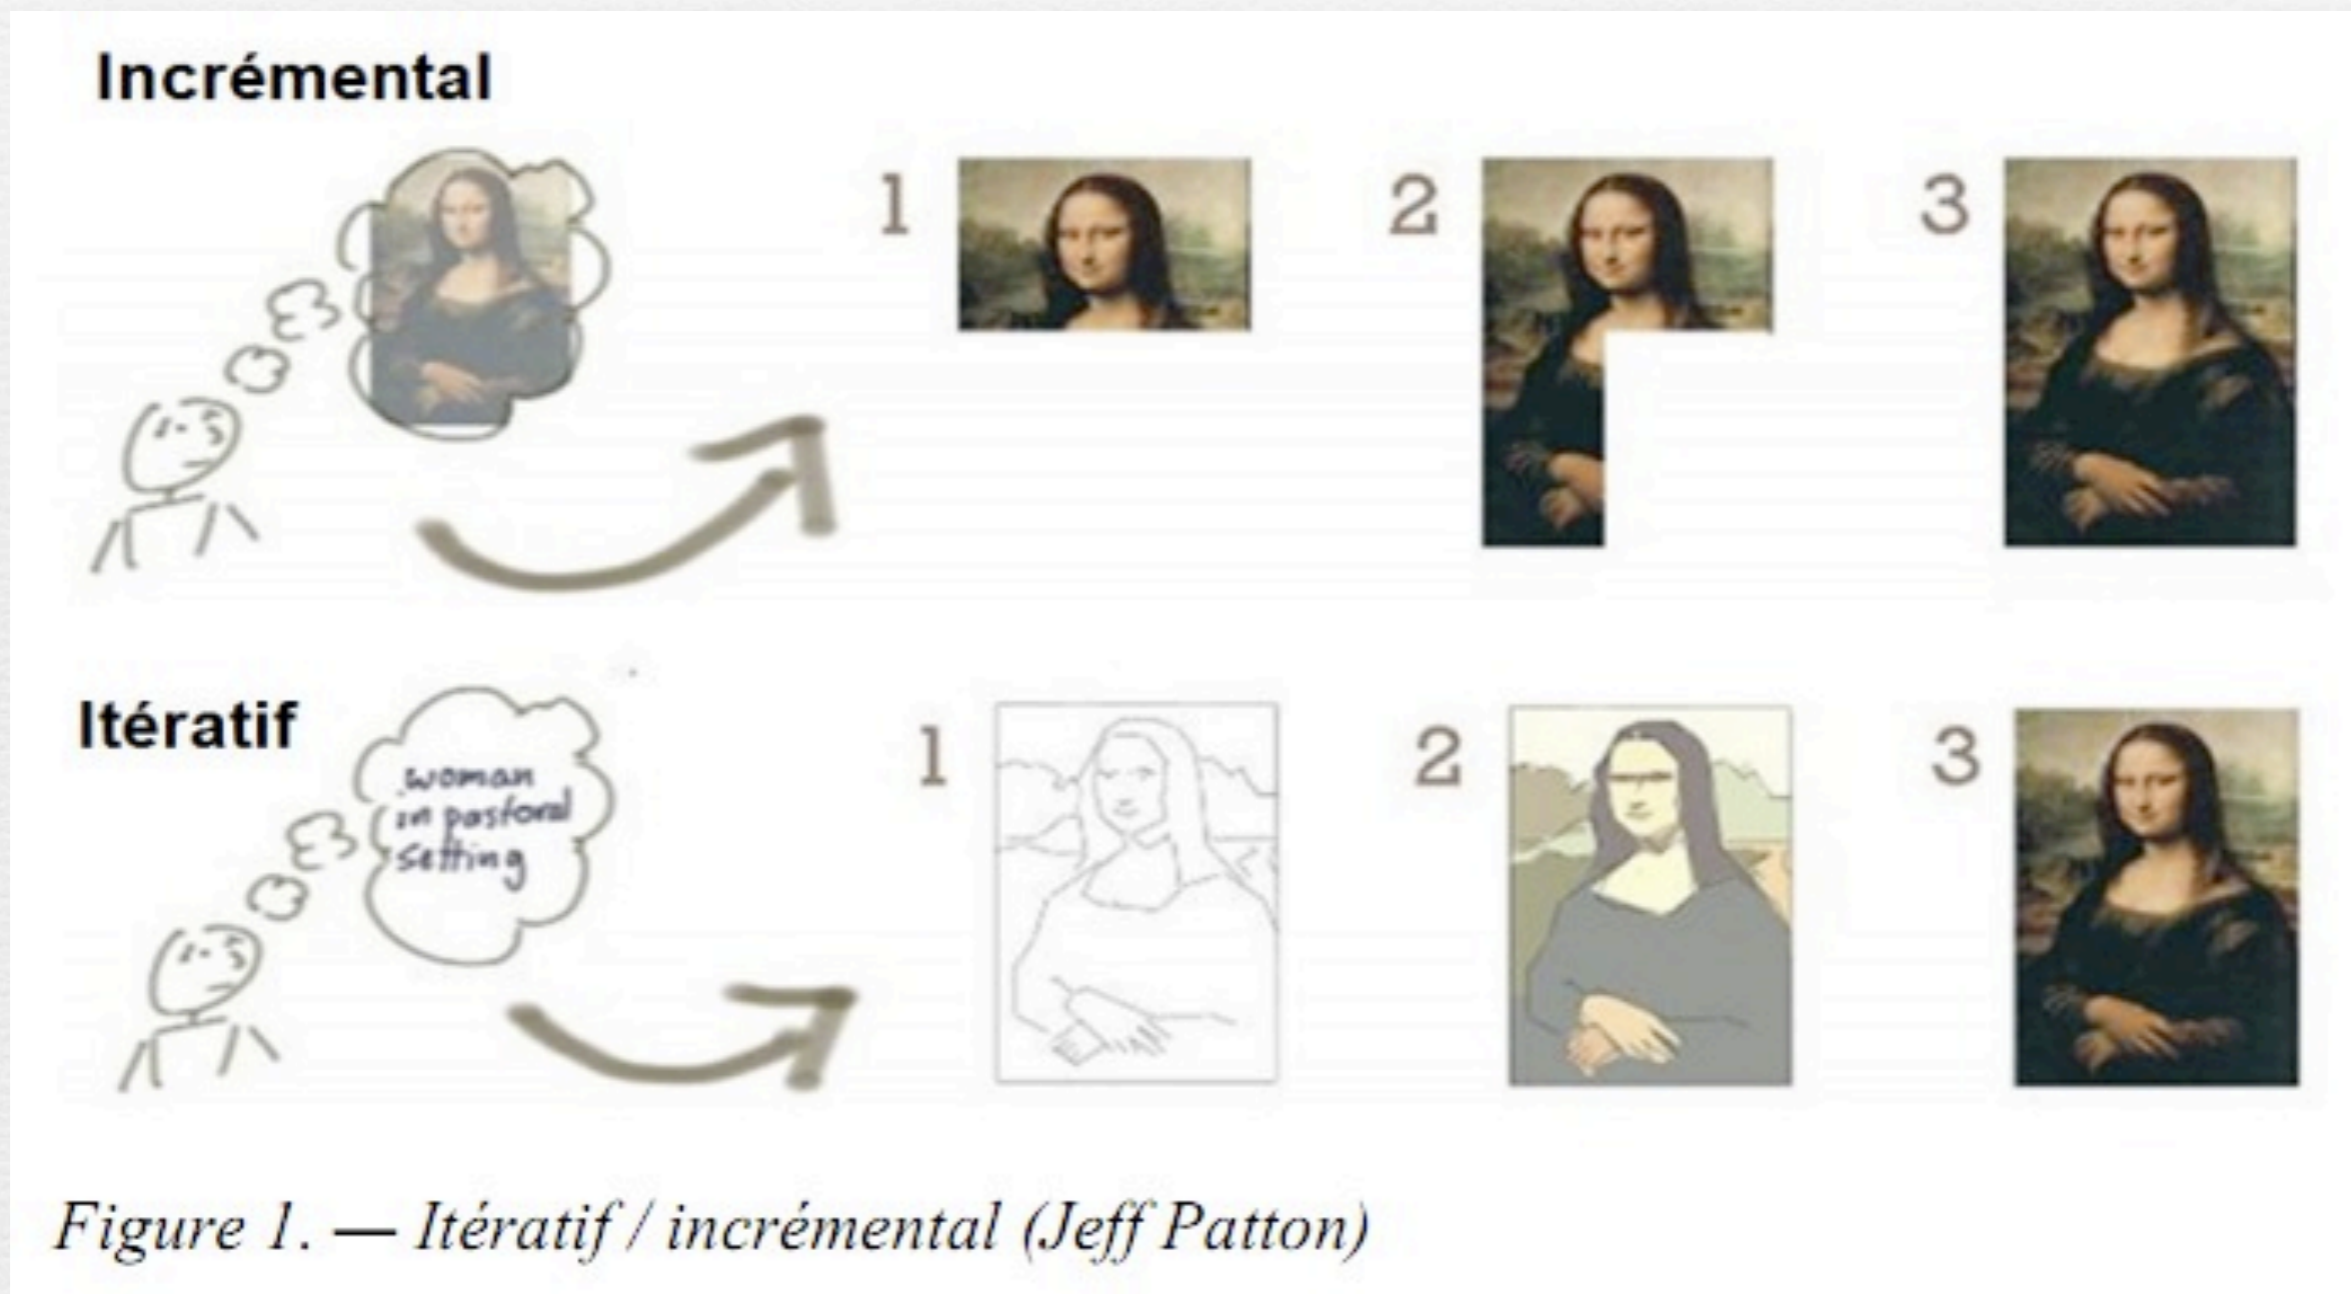 Incrémental
1
2
3
Itératif
woman
in pastoral
setting
1
2
3
Figure 1. — Itératif / incrémental (Jeff Patton)